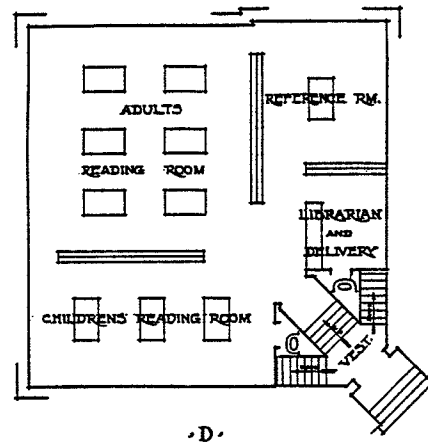 ADULTS
READING ROOM
REFERENCE RM.
LIBRARIAN
AND
DELIVERY
CHILDRENS READING ROOM
VEST.
·D·